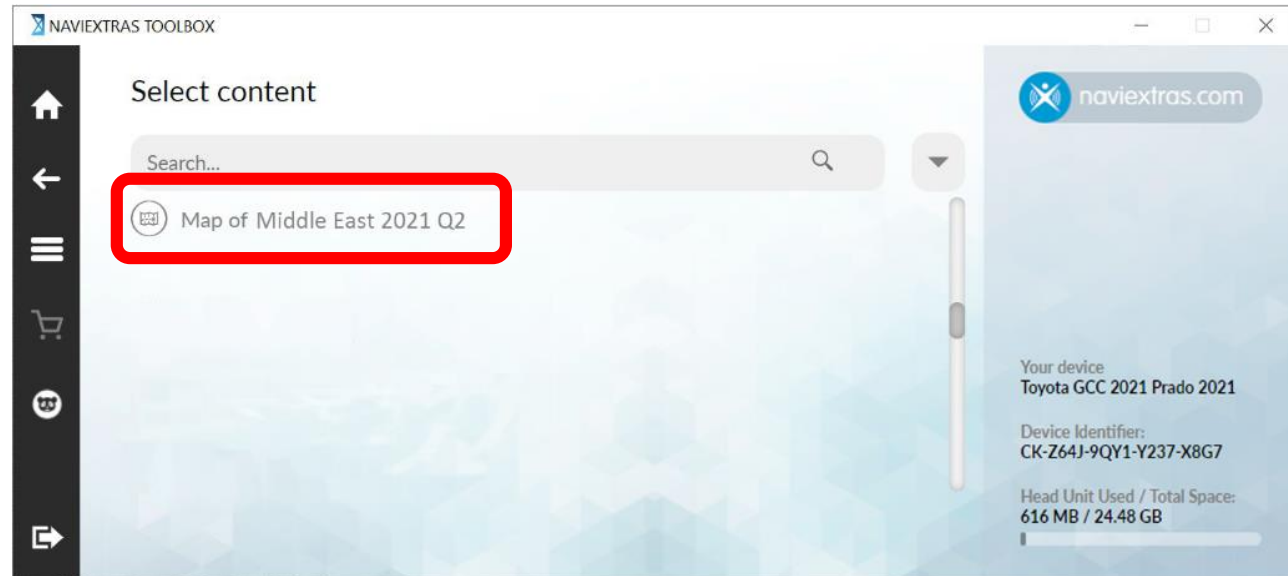 NAVIEXTRAS TOOLBOX
Select content
naviextras.com
Search...
Map of Middle East 2021 Q2
Your device
Toyota GCC 2021 Prado 2021
Device Identifier:
CK-Z64J-9QY1-Y237-X8G7
Head Unit Used / Total Space:
616 MB / 24.48 GB